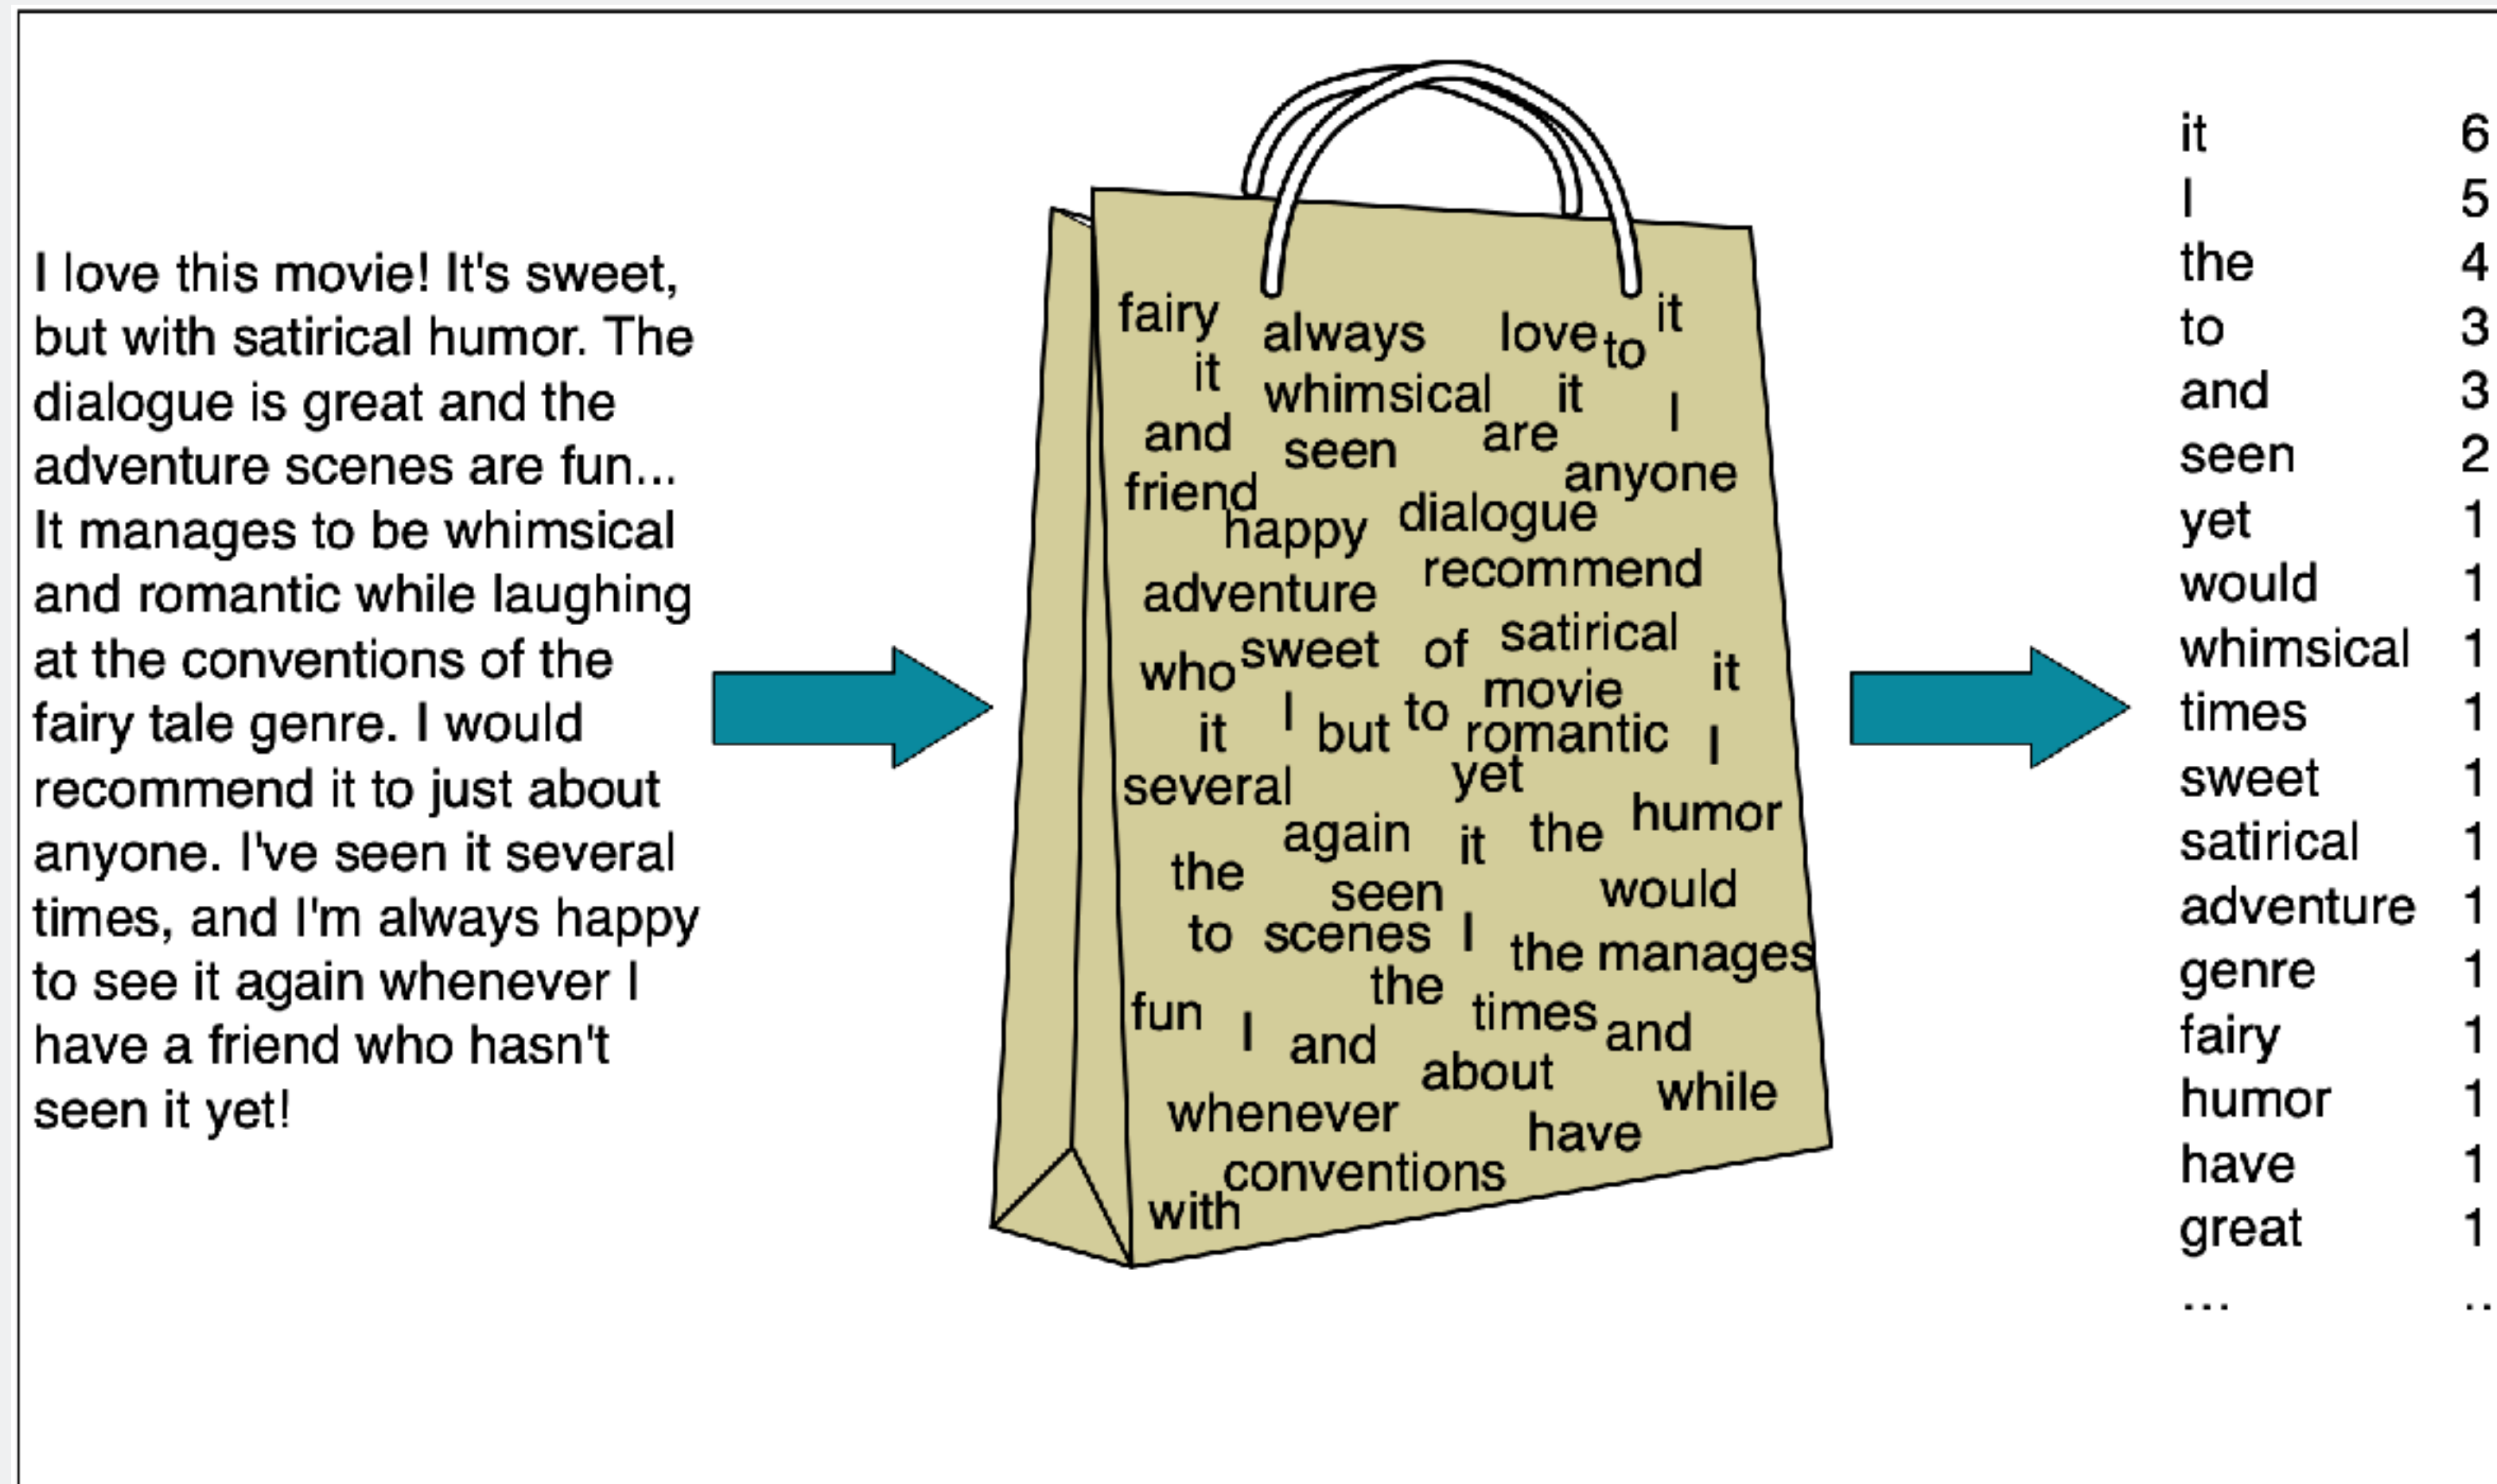 I love this movie! It's sweet,
but with satirical humor. The
dialogue is great and the
adventure scenes are fun...
It manages to be whimsical
and romantic while laughing
at the conventions of the
fairy tale genre. I would
recommend it to just about
anyone. I've seen it several
times, and I'm always happy
to see it again whenever I
have a friend who hasn't
seen it yet!
fairy always love to it
it whimsical it I
and seen are
friend anyone
happy dialogue
adventure recommend
who sweet of satirical
it I but to movie it
romantic I
several yet
again it the humor
the seen would
to scenes I the manages
fun I and the times and
about while
whenever have
conventions
with
it 6
I 5
the 4
to 3
and 3
seen 2
yet 1
would 1
whimsical 1
times 1
sweet 1
satirical 1
adventure 1
genre 1
fairy 1
humor 1
have 1
great 1
... ..